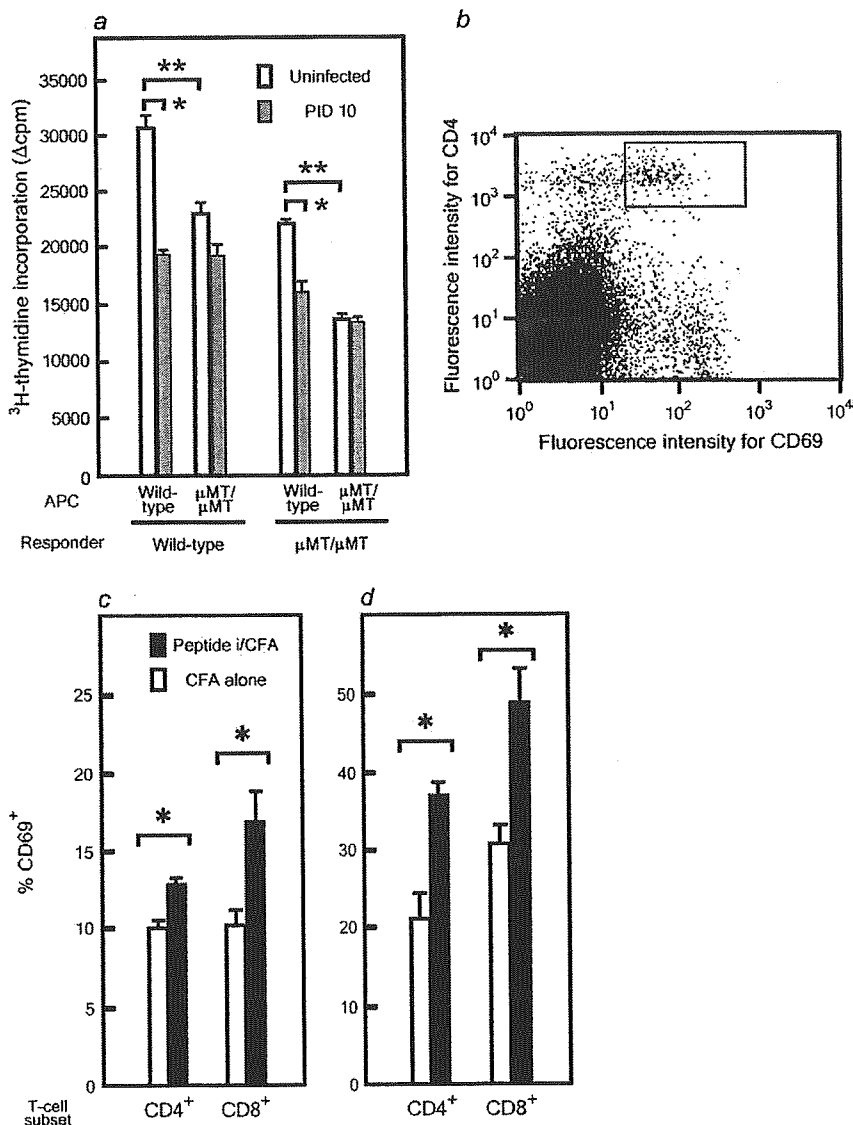 a
35000
30000
25000
20000
15000
10000
5000
0
³H-thymidine incorporation (Δcpm)
Uninfected
PID 10
**
*
**
*
APC
Wild-type
μMT/μMT
Wild-type
μMT/μMT
Responder
Wild-type
μMT/μMT
b
10⁴
10³
10²
10¹
10⁰
Fluorescence intensity for CD4
10⁰ 10¹ 10² 10³ 10⁴
Fluorescence intensity for CD69
c
Peptide i/CFA
CFA alone
25
20
15
10
5
0
% CD69⁺
*
*
T-cell
subset
CD4⁺ CD8⁺
d
50
40
30
20
10
0
*
*
CD4⁺ CD8⁺